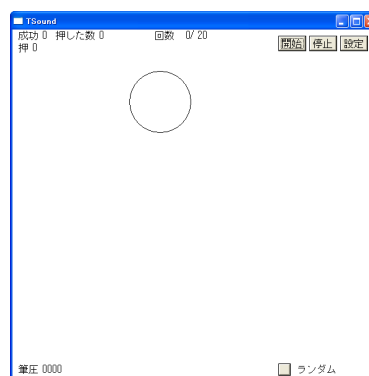 TSound
成功 0 押した数 0 回数 0/ 20
押 0
開始 停止 設定
筆圧 0000 ランダム